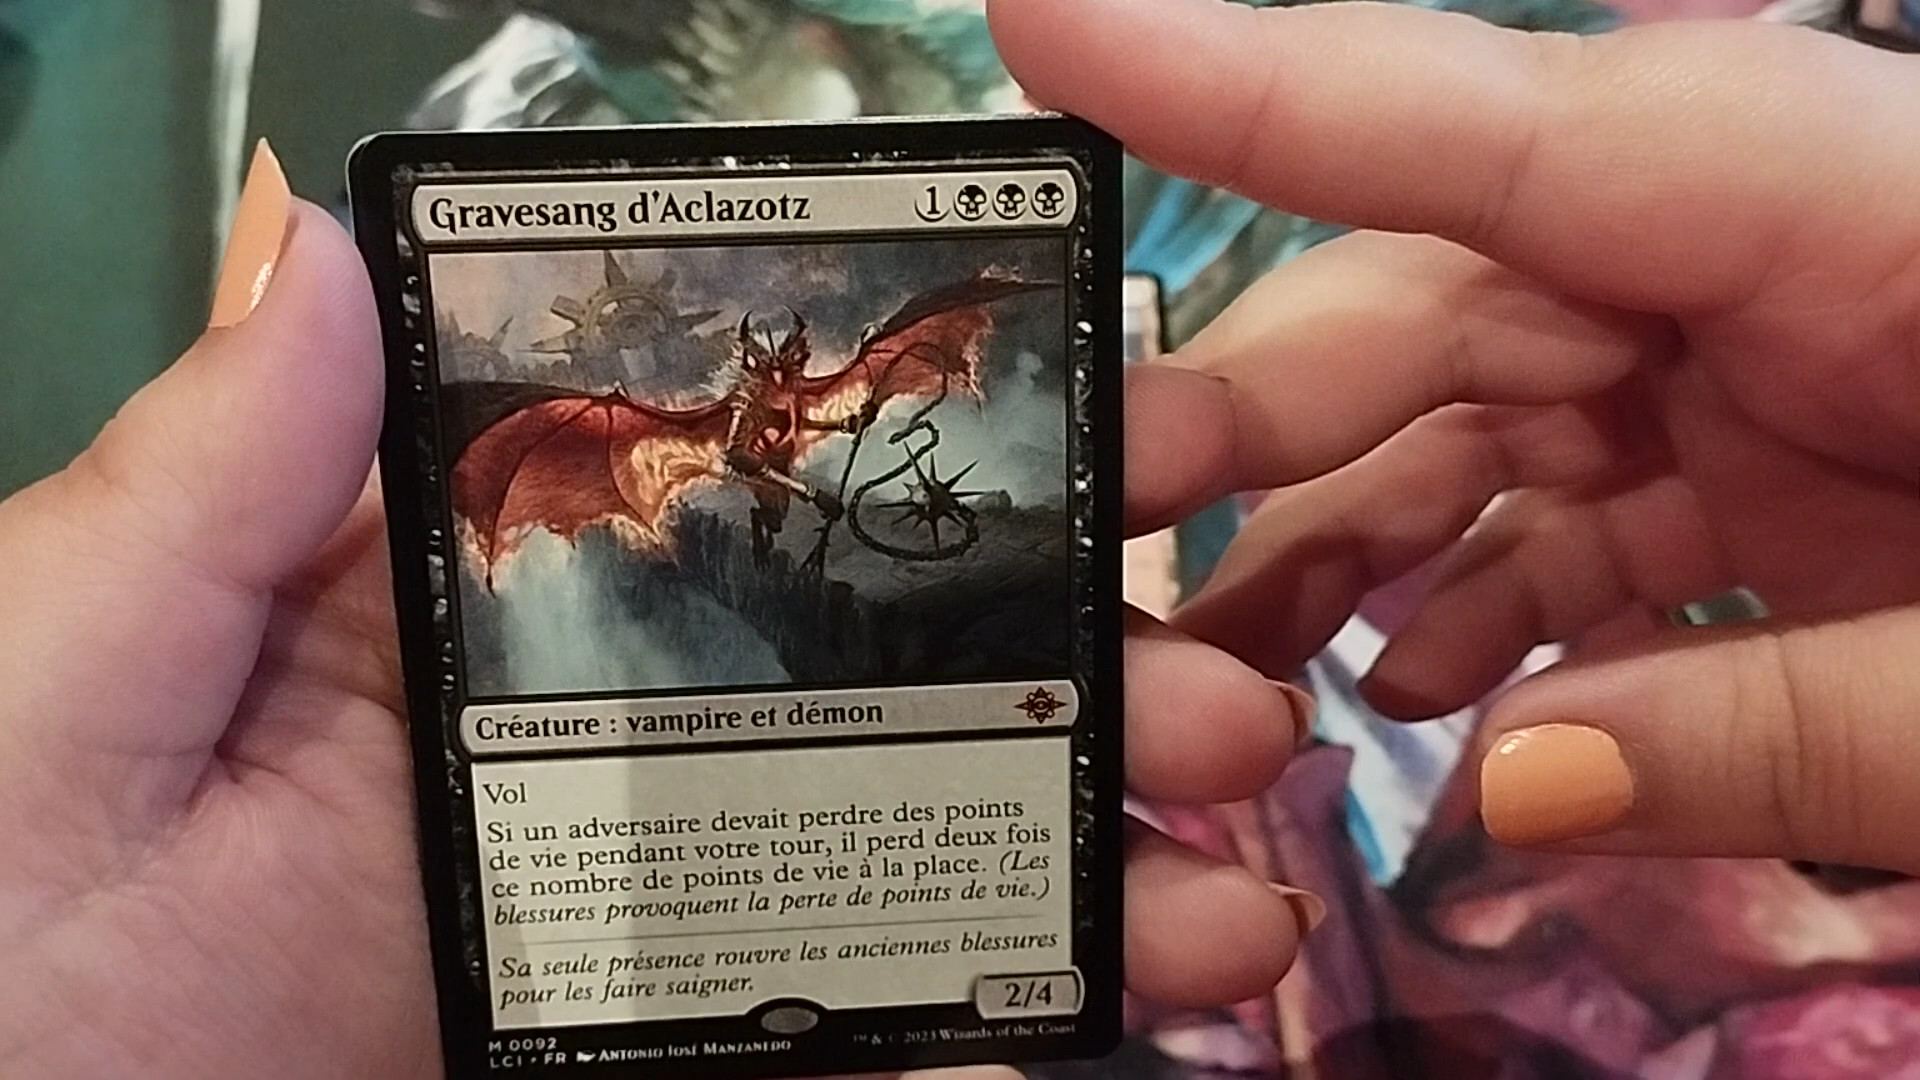 Gravesang d'Aclazotz 1
Créature : vampire et démon
Vol
Si un adversaire devait perdre des points
de vie pendant votre tour, il perd deux fois
ce nombre de points de vie à la place. (Les
blessures provoquent la perte de points de vie.)
Sa seule présence rouvre les anciennes blessures
pour les faire saigner.
2/4
M 0092
LCI • FR Antonio José Manzanedo
™ & © 2023 Wizards of the Coast